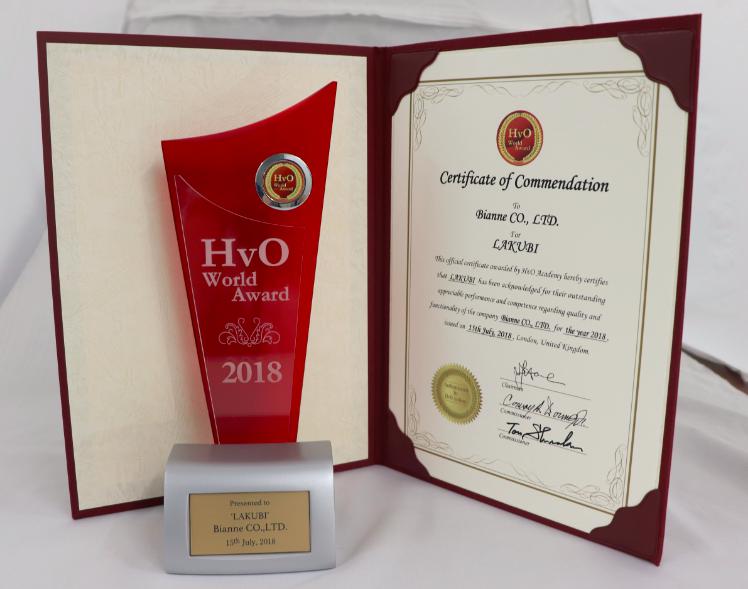 HvO
World
Award
HvO
World
Award
2018
Presented to
'LAKUBI'
Bianne CO.,LTD.
15th July, 2018
HvO
World
Award
Certificate of Commendation
To
Bianne CO., LTD.
For
LAKUBI
This official certificate awarded by HvO Academy hereby certifies
that LAKUBI has been acknowledged for their outstanding
appreciable performance and competence regarding quality and
functionality of the company Bianne CO., LTD. for the year 2018,
issued on 15th July, 2018, London, United Kingdom.
Chairman
Commissioner
Commissioner